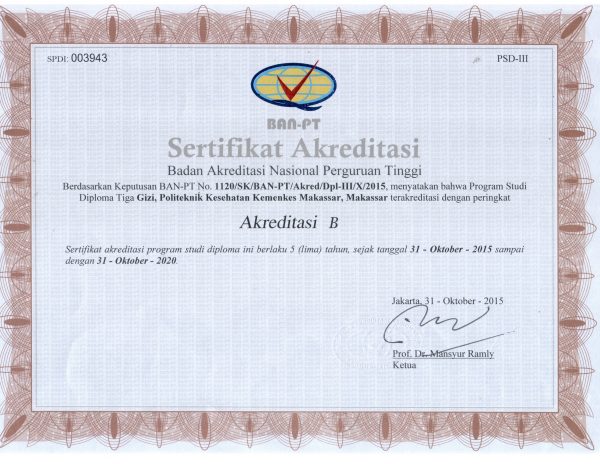 SPDI: 003943
PSD-III
BAN-PT
Sertifikat Akreditasi
Badan Akreditasi Nasional Perguruan Tinggi
Berdasarkan Keputusan BAN-PT No. 1120/SK/BAN-PT/Akred/Dpl-III/X/2015, menyatakan bahwa Program Studi
Diploma Tiga Gizi, Politeknik Kesehatan Kemenkes Makassar, Makassar terakreditasi dengan peringkat
Akreditasi B
Sertifikat akreditasi program studi diploma ini berlaku 5 (lima) tahun, sejak tanggal 31 - Oktober - 2015 sampai
dengan 31 - Oktober - 2020.
Jakarta, 31 - Oktober - 2015
Prof. Dr. Mansyur Ramly
Ketua